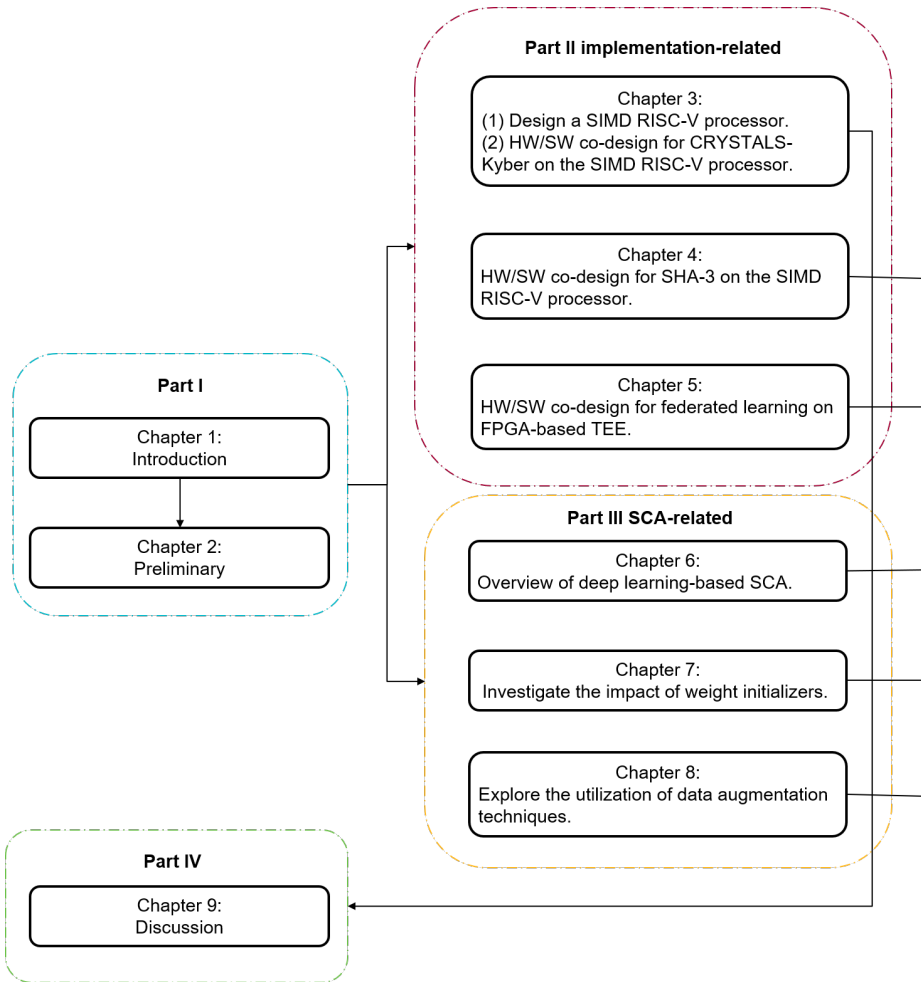 Part I
Chapter 1:
Introduction
Chapter 2:
Preliminary
Part II implementation-related
Chapter 3:
(1) Design a SIMD RISC-V processor.
(2) HW/SW co-design for CRYSTALS-
Kyber on the SIMD RISC-V processor.
Chapter 4:
HW/SW co-design for SHA-3 on the SIMD
RISC-V processor.
Chapter 5:
HW/SW co-design for federated learning on
FPGA-based TEE.
Part III SCA-related
Chapter 6:
Overview of deep learning-based SCA.
Chapter 7:
Investigate the impact of weight initializers.
Chapter 8:
Explore the utilization of data augmentation
techniques.
Part IV
Chapter 9:
Discussion